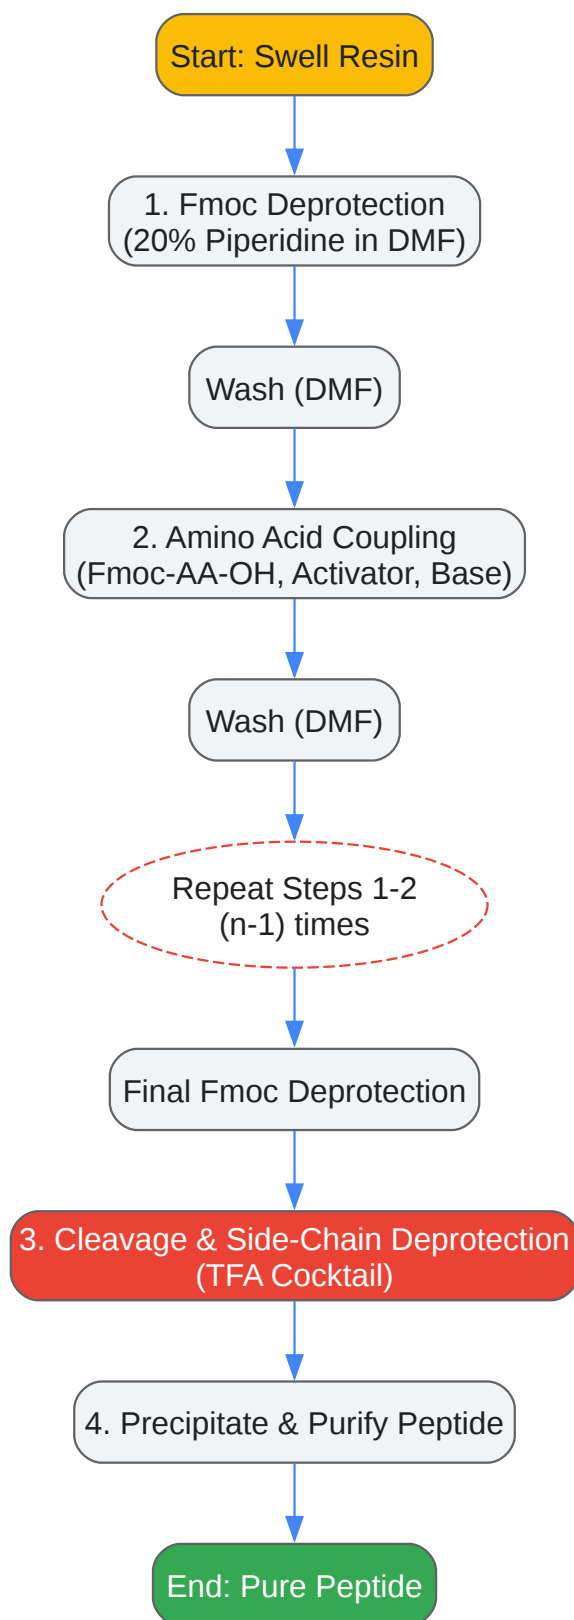 Start: Swell Resin
1. Fmoc Deprotection
(20% Piperidine in DMF)
Wash (DMF)
2. Amino Acid Coupling
(Fmoc-AA-OH, Activator, Base)
Wash (DMF)
Repeat Steps 1-2
(n-1) times
Final Fmoc Deprotection
3. Cleavage & Side-Chain Deprotection
(TFA Cocktail)
4. Precipitate & Purify Peptide
End: Pure Peptide